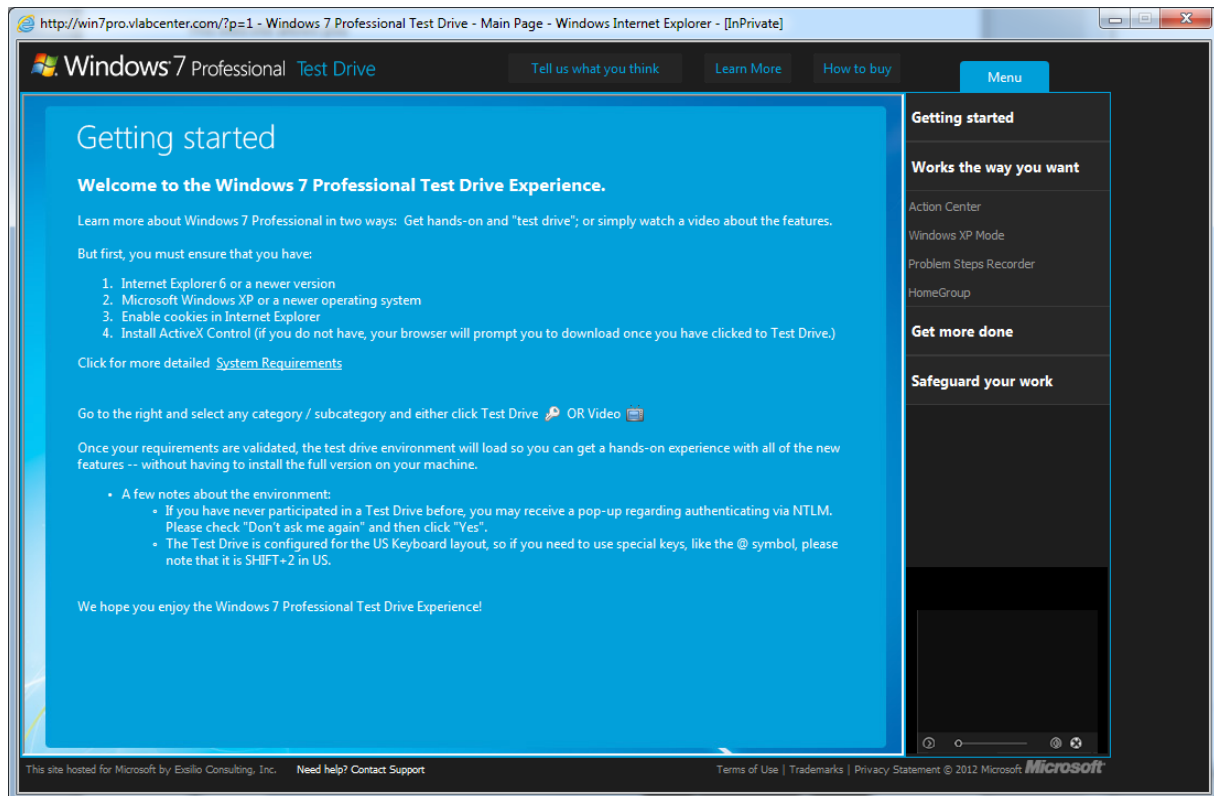 http://win7pro.vlabcenter.com/?p=1 - Windows 7 Professional Test Drive - Main Page - Windows Internet Explorer - [InPrivate]
Windows 7 Professional Test Drive
Tell us what you think
Learn More
How to buy
Menu
Getting started
Welcome to the Windows 7 Professional Test Drive Experience.
Learn more about Windows 7 Professional in two ways: Get hands-on and "test drive"; or simply watch a video about the features.
But first, you must ensure that you have:
1. Internet Explorer 6 or a newer version
2. Microsoft Windows XP or a newer operating system
3. Enable cookies in Internet Explorer
4. Install ActiveX Control (if you do not have, your browser will prompt you to download once you have clicked to Test Drive.)
Click for more detailed System Requirements
Go to the right and select any category / subcategory and either click Test Drive OR Video
Once your requirements are validated, the test drive environment will load so you can get a hands-on experience with all of the new
features -- without having to install the full version on your machine.
• A few notes about the environment:
∘ If you have never participated in a Test Drive before, you may receive a pop-up regarding authenticating via NTLM.
Please check "Don't ask me again" and then click "Yes".
∘ The Test Drive is configured for the US Keyboard layout, so if you need to use special keys, like the @ symbol, please
note that it is SHIFT+2 in US.
We hope you enjoy the Windows 7 Professional Test Drive Experience!
Getting started
Works the way you want
Action Center
Windows XP Mode
Problem Steps Recorder
HomeGroup
Get more done
Safeguard your work
This site hosted for Microsoft by Exsilio Consulting, Inc.
Need help? Contact Support
Terms of Use | Trademarks | Privacy Statement © 2012 Microsoft Microsoft